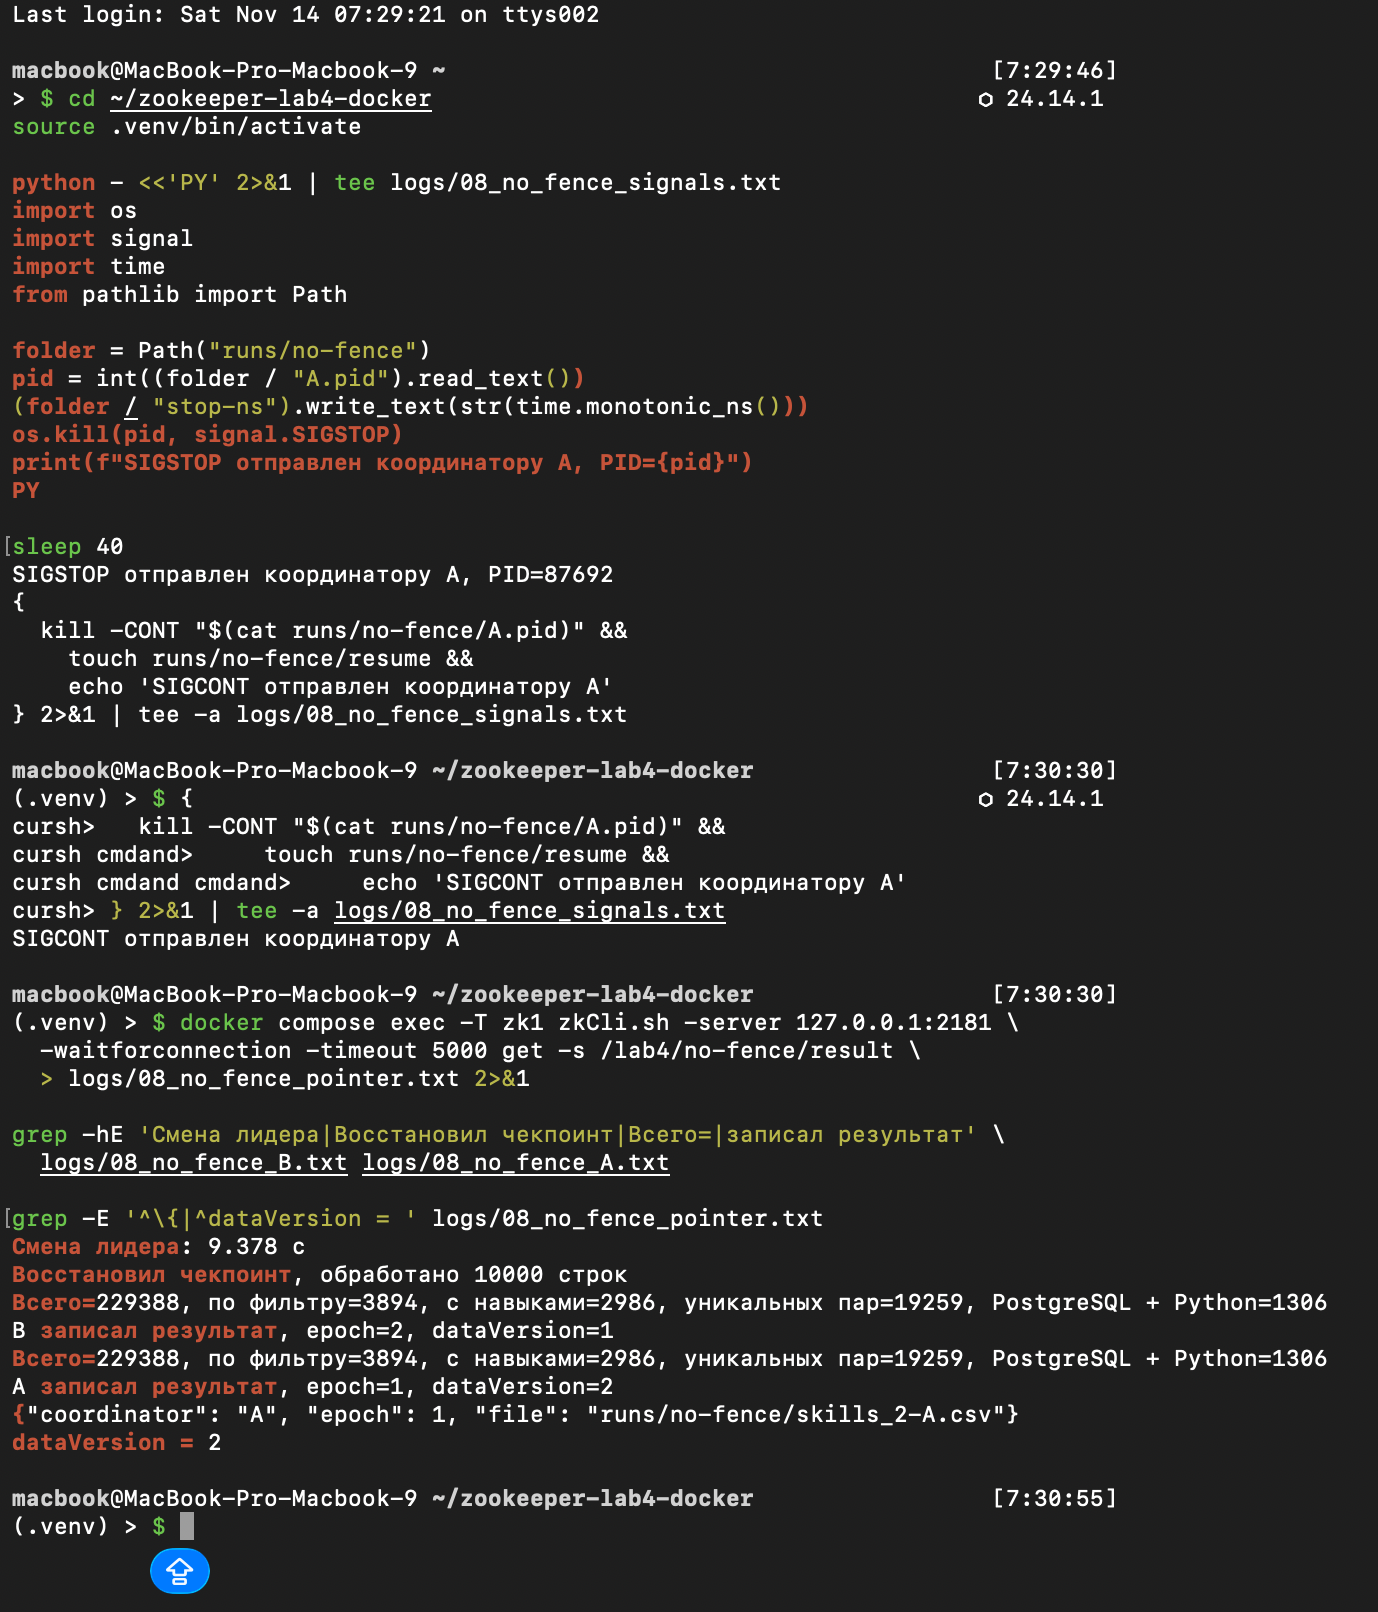 Last login: Sat Nov 14 07:29:21 on ttys002
macbook@MacBook-Pro-Macbook-9 ~ [7:29:46]
> $ cd ~/zookeeper-lab4-docker ⬡ 24.14.1
source .venv/bin/activate
python - <<'PY' 2>&1 | tee logs/08_no_fence_signals.txt
import os
import signal
import time
from pathlib import Path
folder = Path("runs/no-fence")
pid = int((folder / "A.pid").read_text())
(folder / "stop-ns").write_text(str(time.monotonic_ns()))
os.kill(pid, signal.SIGSTOP)
print(f"SIGSTOP отправлен координатору A, PID={pid}")
PY
[sleep 40
SIGSTOP отправлен координатору A, PID=87692
{
  kill -CONT "$(cat runs/no-fence/A.pid)" &&
    touch runs/no-fence/resume &&
    echo 'SIGCONT отправлен координатору A'
} 2>&1 | tee -a logs/08_no_fence_signals.txt
macbook@MacBook-Pro-Macbook-9 ~/zookeeper-lab4-docker [7:30:30]
(.venv) > $ { ⬡ 24.14.1
cursh>   kill -CONT "$(cat runs/no-fence/A.pid)" &&
cursh cmdand>     touch runs/no-fence/resume &&
cursh cmdand cmdand>     echo 'SIGCONT отправлен координатору A'
cursh> } 2>&1 | tee -a logs/08_no_fence_signals.txt
SIGCONT отправлен координатору A
macbook@MacBook-Pro-Macbook-9 ~/zookeeper-lab4-docker [7:30:30]
(.venv) > $ docker compose exec -T zk1 zkCli.sh -server 127.0.0.1:2181 \
  -waitforconnection -timeout 5000 get -s /lab4/no-fence/result \
  > logs/08_no_fence_pointer.txt 2>&1
grep -hE 'Смена лидера|Восстановил чекпоинт|Всего=|записал результат' \
  logs/08_no_fence_B.txt logs/08_no_fence_A.txt
[grep -E '^\{|^dataVersion = ' logs/08_no_fence_pointer.txt
Смена лидера: 9.378 с
Восстановил чекпоинт, обработано 10000 строк
Всего=229388, по фильтру=3894, с навыками=2986, уникальных пар=19259, PostgreSQL + Python=1306
B записал результат, epoch=2, dataVersion=1
Всего=229388, по фильтру=3894, с навыками=2986, уникальных пар=19259, PostgreSQL + Python=1306
A записал результат, epoch=1, dataVersion=2
{"coordinator": "A", "epoch": 1, "file": "runs/no-fence/skills_2-A.csv"}
dataVersion = 2
macbook@MacBook-Pro-Macbook-9 ~/zookeeper-lab4-docker [7:30:55]
(.venv) > $